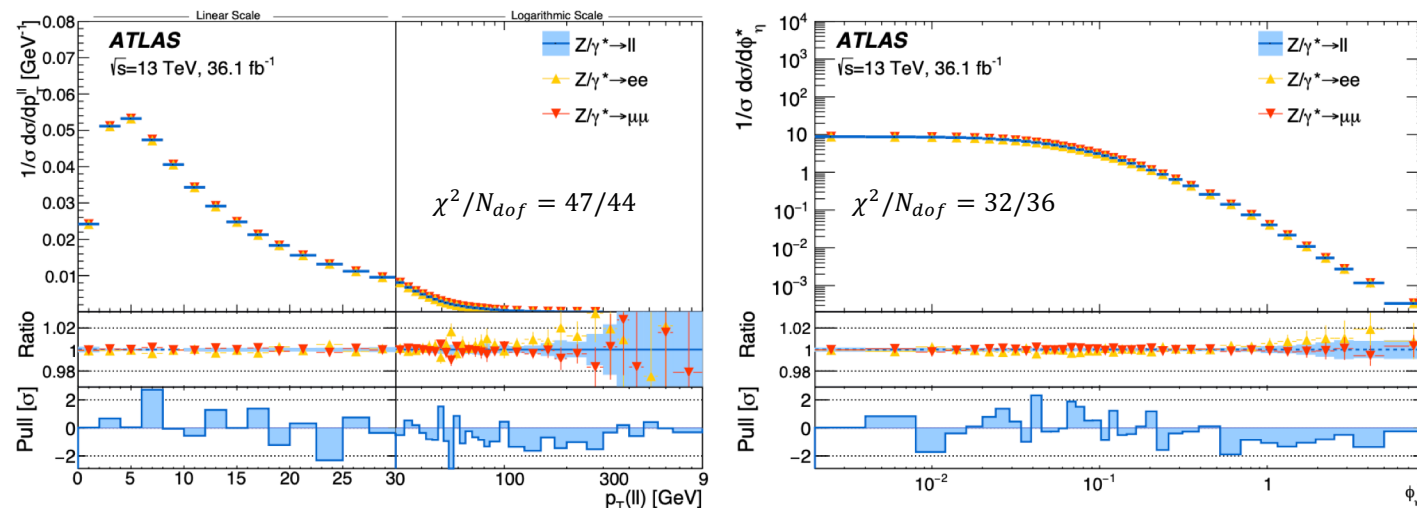 Linear Scale
Logarithmic Scale
1/σ dσ/dp_T^ll [GeV⁻¹]
0.08
0.07
0.06
0.05
0.04
0.03
0.02
0.01
ATLAS
√s=13 TeV, 36.1 fb⁻¹
Z/γ*→ll
Z/γ*→ee
Z/γ*→μμ
χ²/N_dof = 47/44
Ratio
1.02
1
0.98
Pull [σ]
2
0
−2
0 5 10 15 20 25 30 100 300 9
p_T(ll) [GeV]
1/σ dσ/dφ*_η
10⁴
10³
10²
10
1
10⁻¹
10⁻²
10⁻³
ATLAS
√s=13 TeV, 36.1 fb⁻¹
Z/γ*→ll
Z/γ*→ee
Z/γ*→μμ
χ²/N_dof = 32/36
Ratio
1.02
1
0.98
Pull [σ]
2
0
−2
10⁻² 10⁻¹ 1